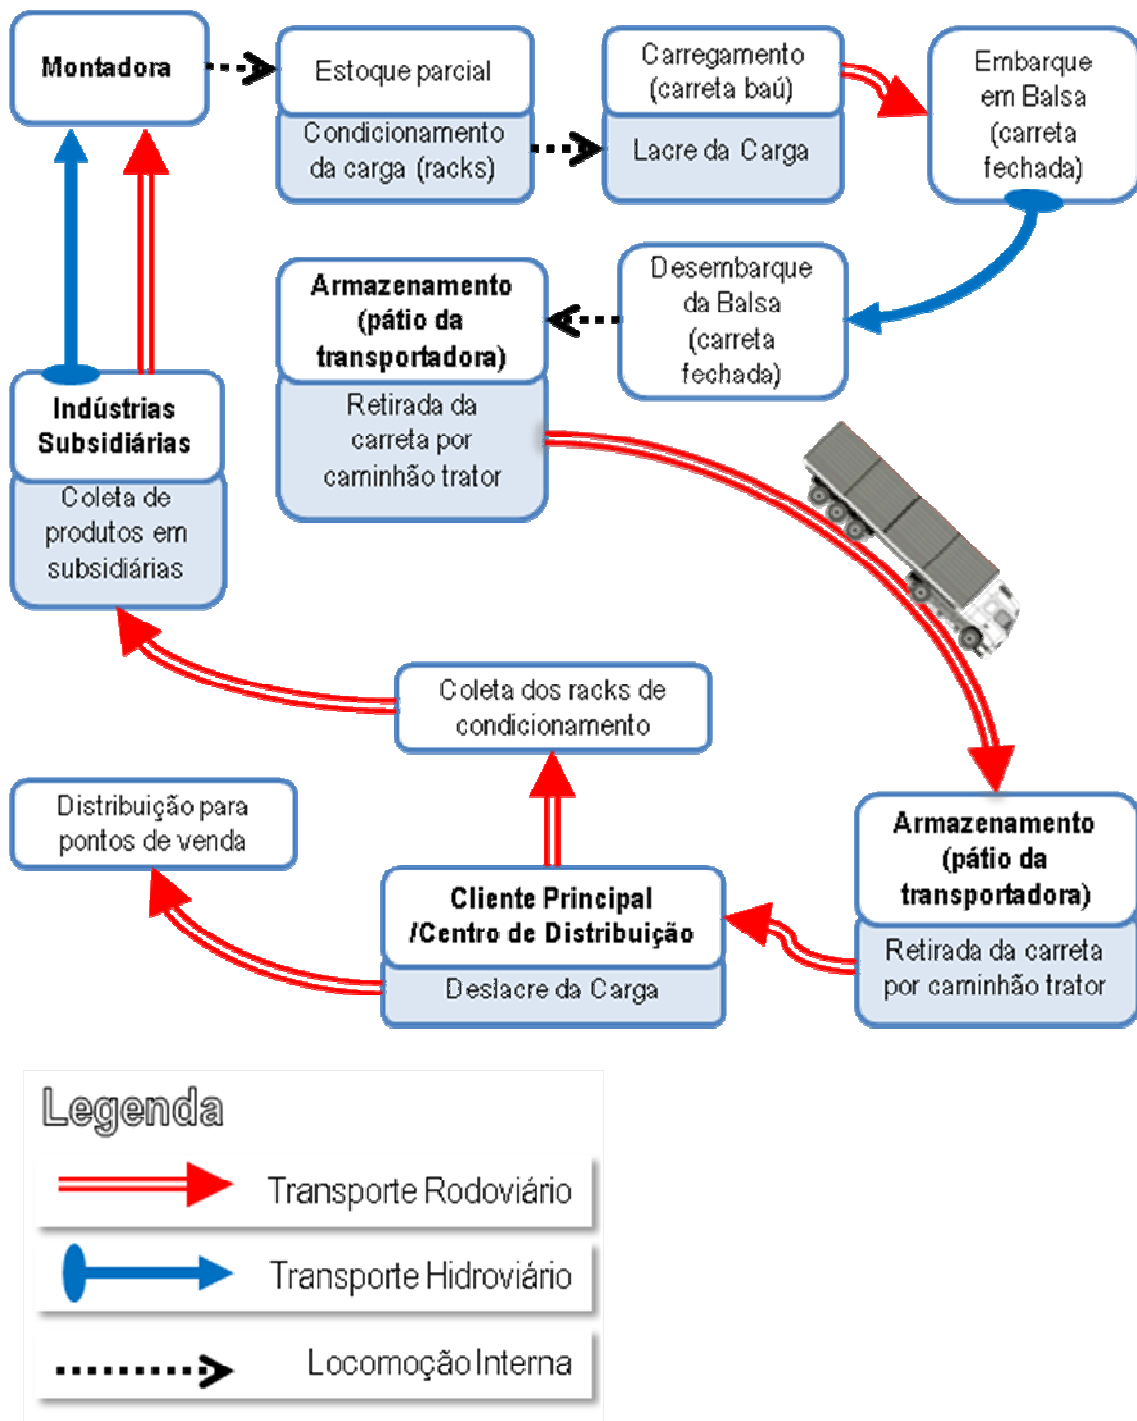 Montadora
Estoque parcial
Condicionamento
da carga (racks)
Carregamento
(carreta baú)
Lacre da Carga
Embarque
em Balsa
(carreta
fechada)
Desembarque
da Balsa
(carreta
fechada)
Armazenamento
(pátio da
transportadora)
Retirada da
carreta por
caminhão trator
Indústrias
Subsidiárias
Coleta de
produtos em
subsidiárias
Coleta dos racks de
condicionamento
Distribuição para
pontos de venda
Cliente Principal
/Centro de Distribuição
Deslacre da Carga
Armazenamento
(pátio da
transportadora)
Retirada da carreta
por caminhão trator
Legenda
Transporte Rodoviário
Transporte Hidroviário
Locomoção Interna